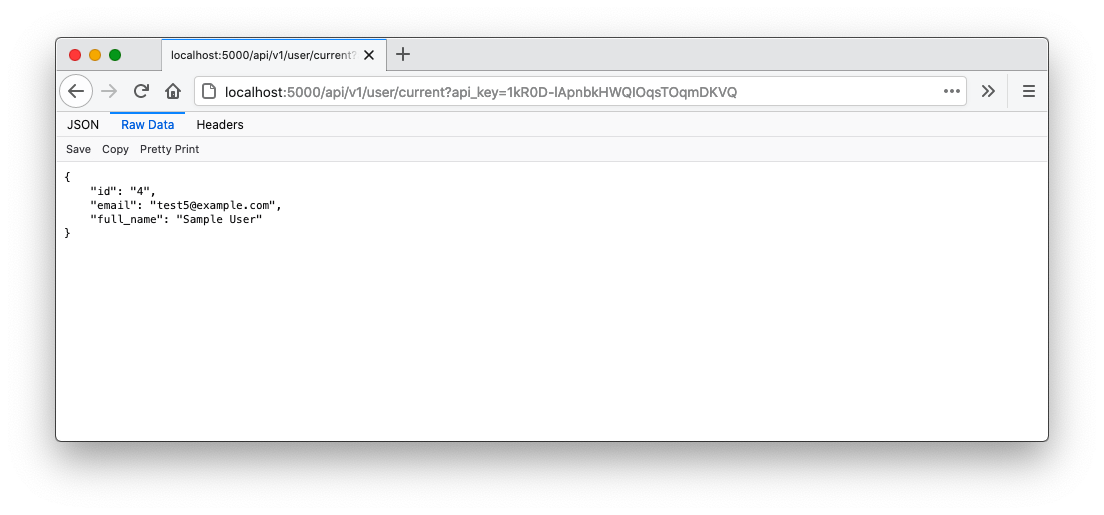 localhost:5000/api/v1/user/current?
localhost:5000/api/v1/user/current?api_key=1kR0D-lApnbkHWQIOqsTOqmDKVQ
JSON Raw Data Headers
Save Copy Pretty Print
{
    "id": "4",
    "email": "test5@example.com",
    "full_name": "Sample User"
}